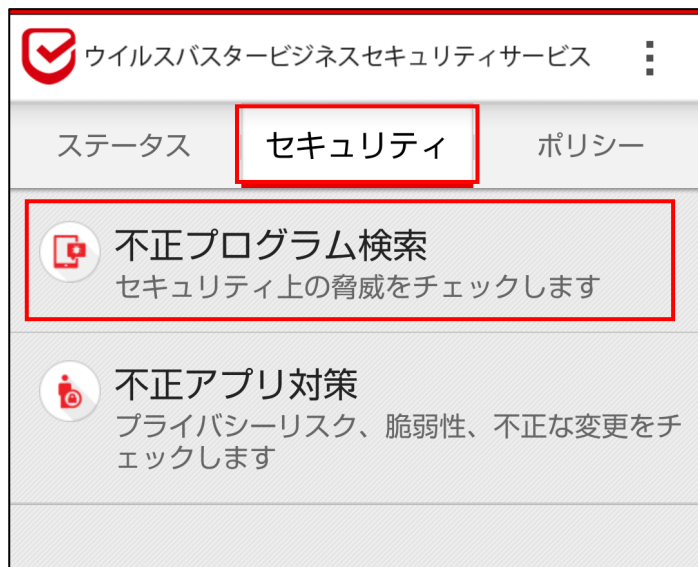 ウイルスバスタービジネスセキュリティサービス
ステータス
セキュリティ
ポリシー
不正プログラム検索
セキュリティ上の脅威をチェックします
不正アプリ対策
プライバシーリスク、脆弱性、不正な変更をチ
ェックします